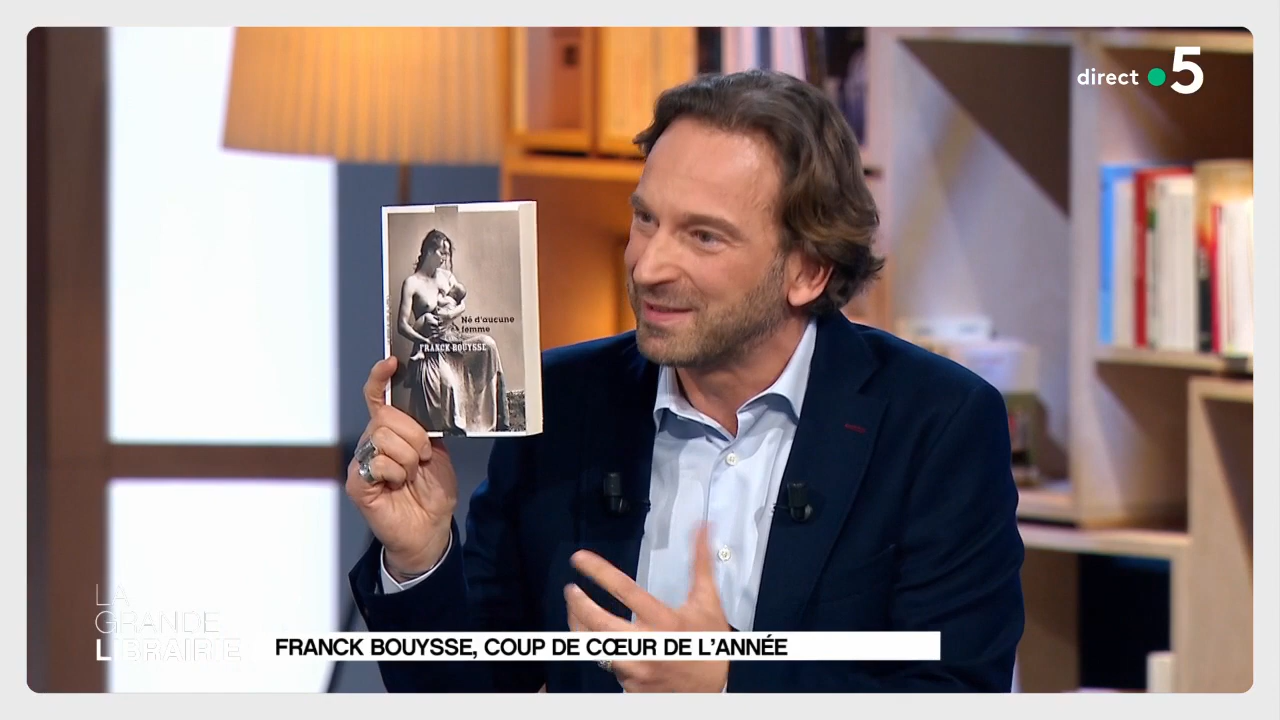 direct 5
Né d'aucune
femme
FRANCK BOUYSSE
LA
GRANDE
LIBRAIRIE
FRANCK BOUYSSE, COUP DE CŒUR DE L'ANNÉE